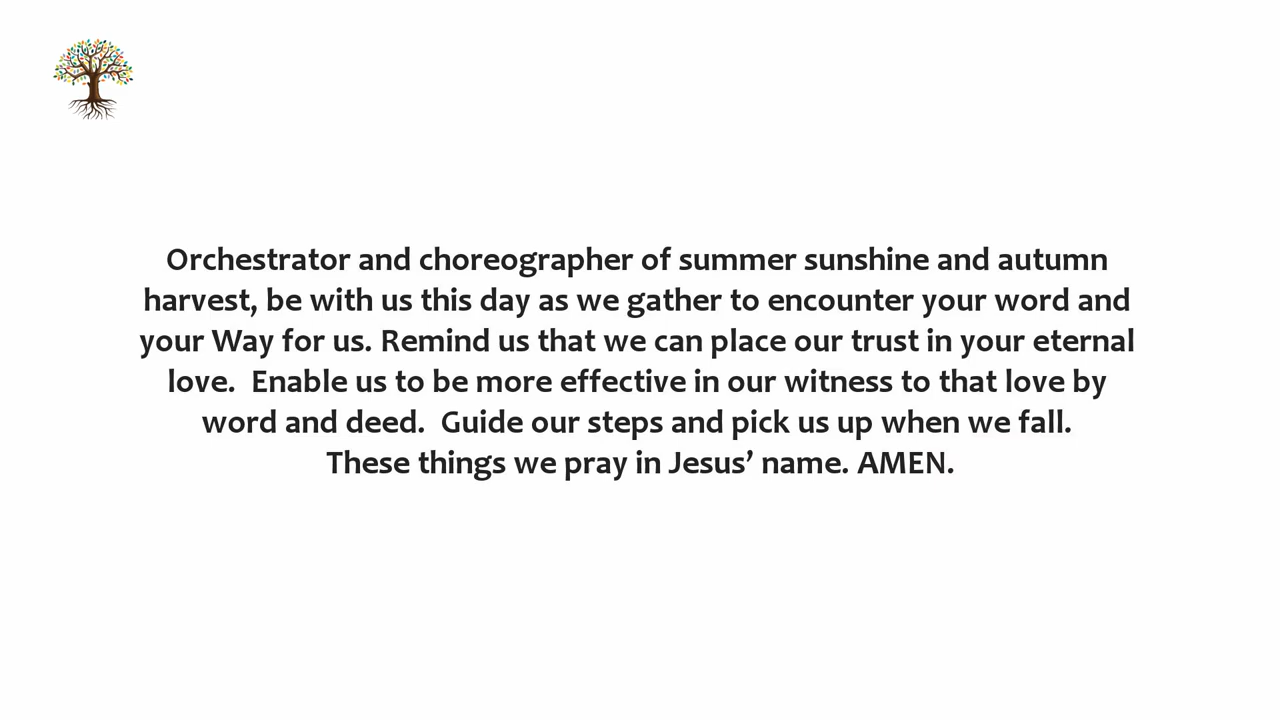 Orchestrator and choreographer of summer sunshine and autumn
harvest, be with us this day as we gather to encounter your word and
your Way for us. Remind us that we can place our trust in your eternal
love.  Enable us to be more effective in our witness to that love by
word and deed.  Guide our steps and pick us up when we fall.
These things we pray in Jesus’ name. AMEN.